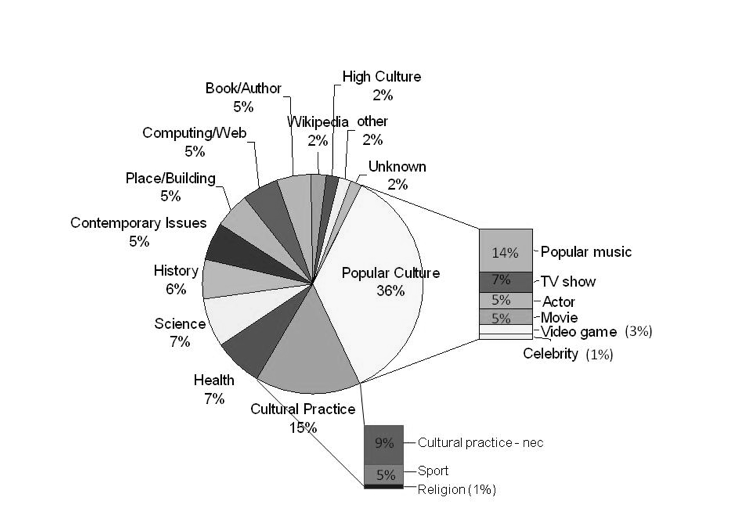 High Culture
2%
Book/Author
5%
Wikipedia
2%
other
2%
Computing/Web
5%
Unknown
2%
Place/Building
5%
Contemporary Issues
5%
History
6%
Popular Culture
36%
Science
7%
Health
7%
Cultural Practice
15%
14% Popular music
7% TV show
5% Actor
5% Movie
Video game (3%)
Celebrity (1%)
9% Cultural practice - nec
5% Sport
Religion (1%)